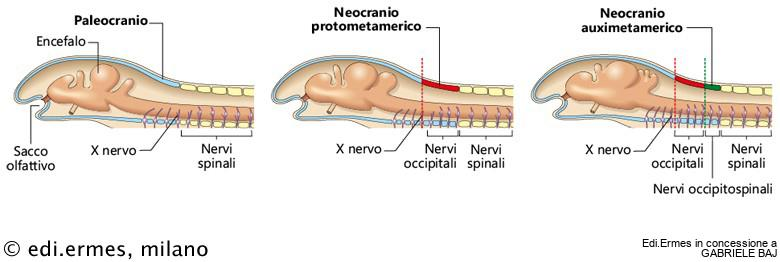 Paleocranio
Encefalo
Sacco
olfattivo
X nervo
Nervi
spinali
Neocranio
protometamerico
X nervo
Nervi
occipitali
Nervi
spinali
Neocranio
auximetamerico
X nervo
Nervi
occipitali
Nervi
spinali
Nervi occipitospinali
© edi.ermes, milano
Edi.Ermes in concessione a
GABRIELE BAJ